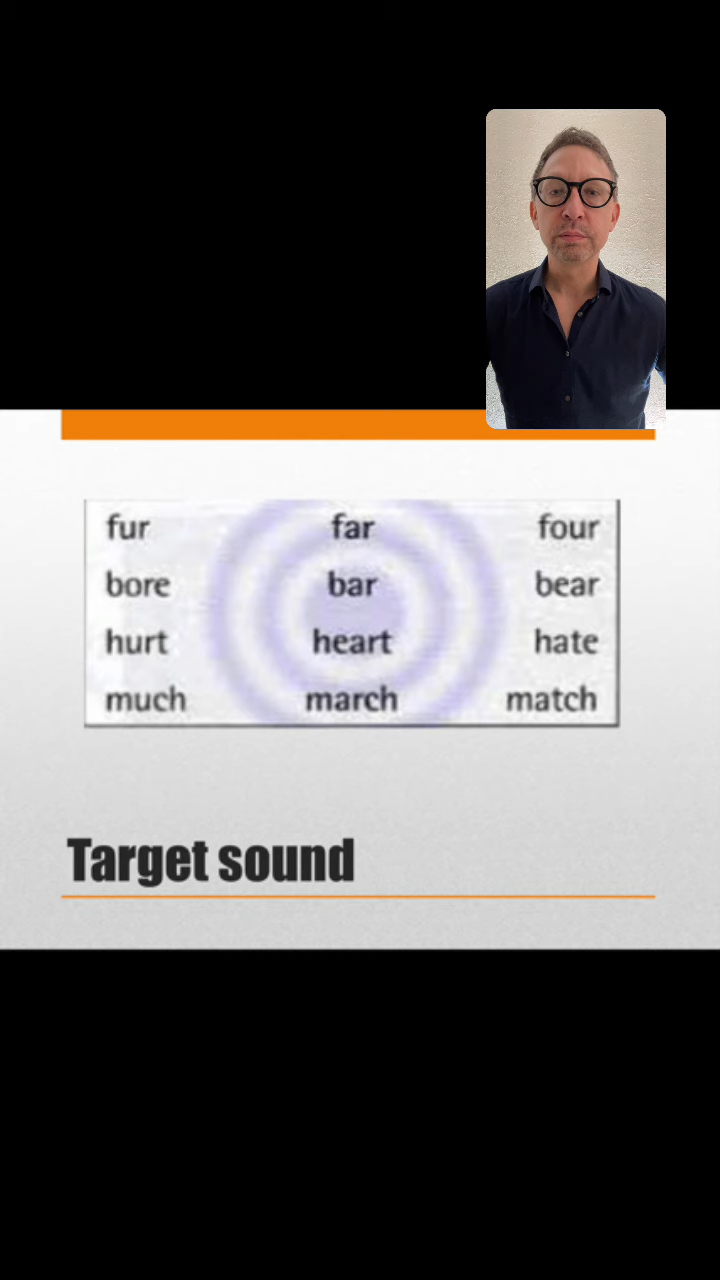 fur far four
bore bar bear
hurt heart hate
much march match
Target sound